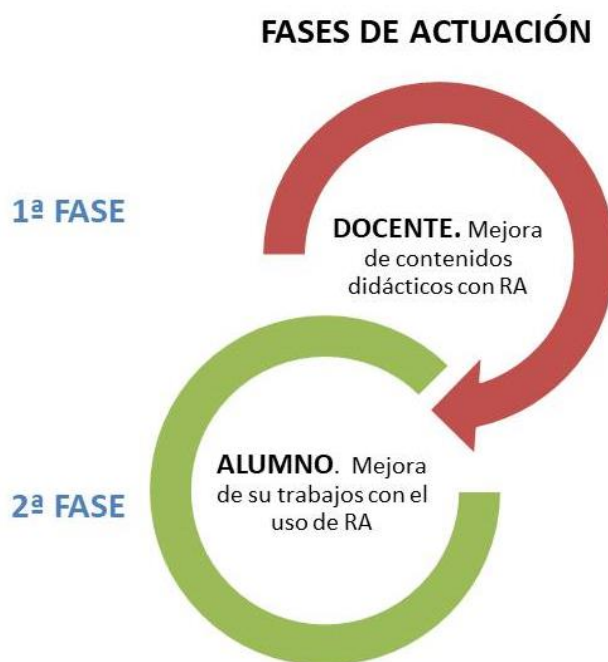 FASES DE ACTUACIÓN
1ª FASE
DOCENTE. Mejora
de contenidos
didácticos con RA
ALUMNO. Mejora
de su trabajos con el
uso de RA
2ª FASE